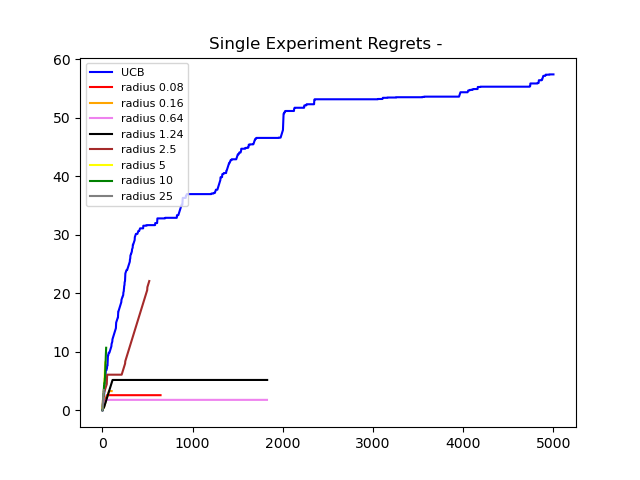 Single Experiment Regrets -
60
50
40
30
20
10
0
UCB
radius 0.08
radius 0.16
radius 0.64
radius 1.24
radius 2.5
radius 5
radius 10
radius 25
0 1000 2000 3000 4000 5000